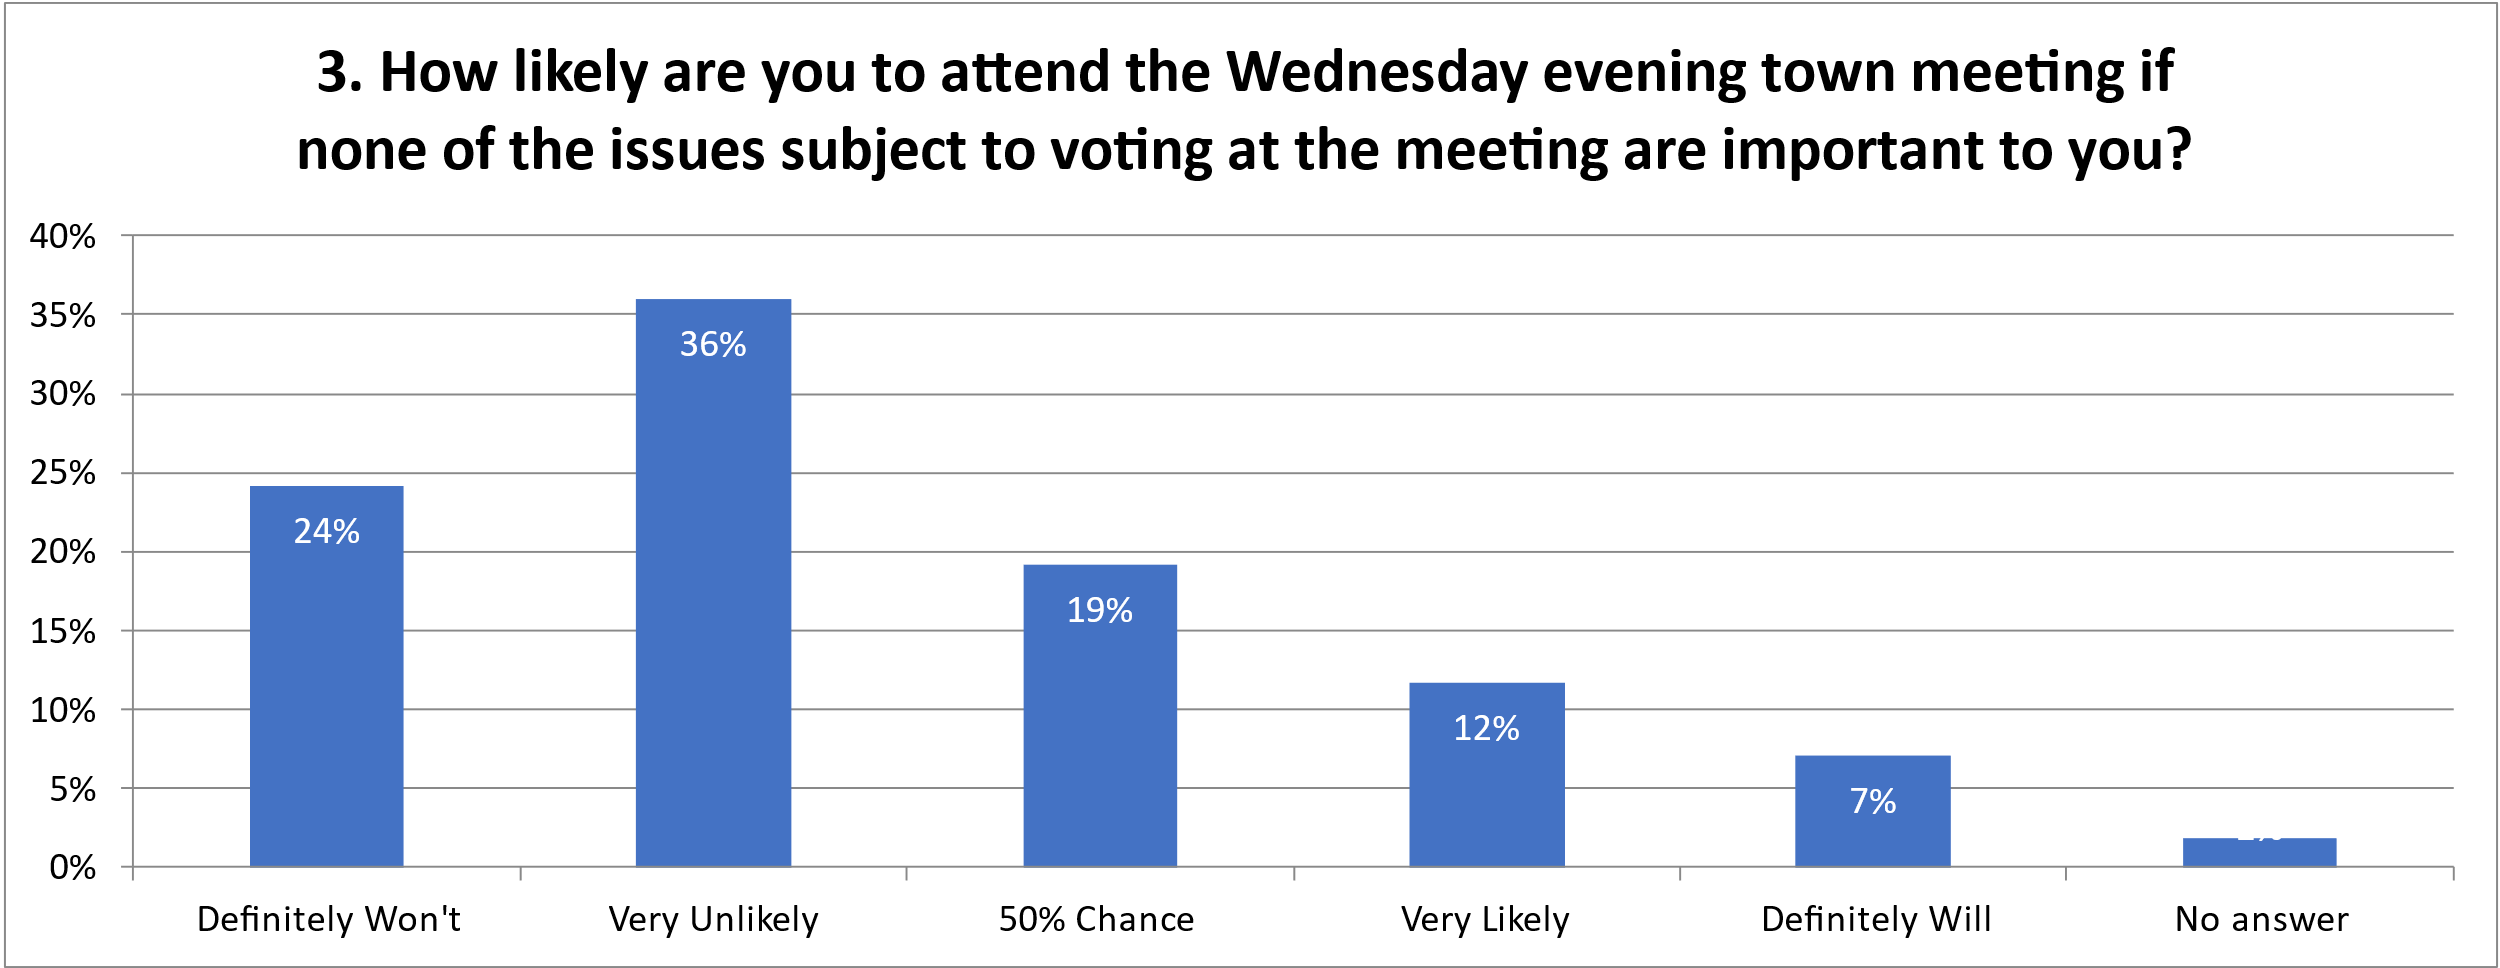 3. How likely are you to attend the Wednesday evening town meeting if
none of the issues subject to voting at the meeting are important to you?
40%
35%
30%
25%
20%
15%
10%
5%
0%
24%
36%
19%
12%
7%
Definitely Won't
Very Unlikely
50% Chance
Very Likely
Definitely Will
No answer